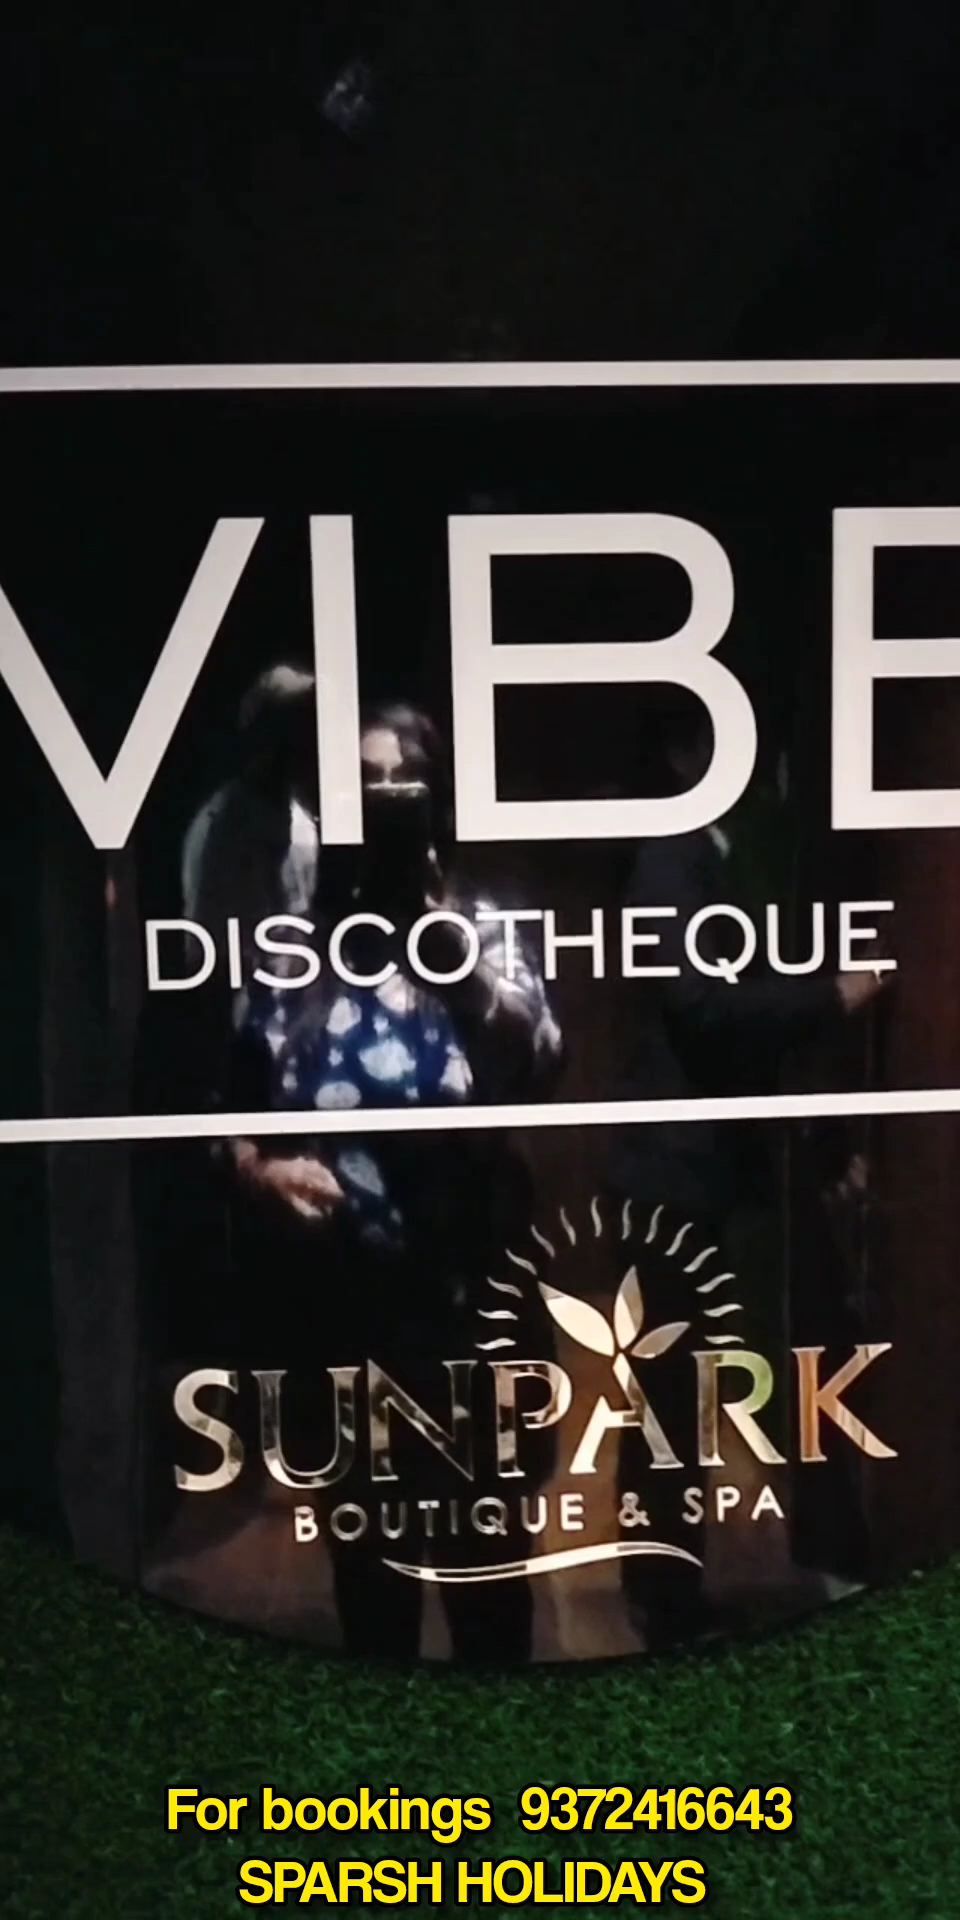 VIBE
DISCOTHEQUE
SUNPARK
BOUTIQUE & SPA
For bookings 9372416643
SPARSH HOLIDAYS